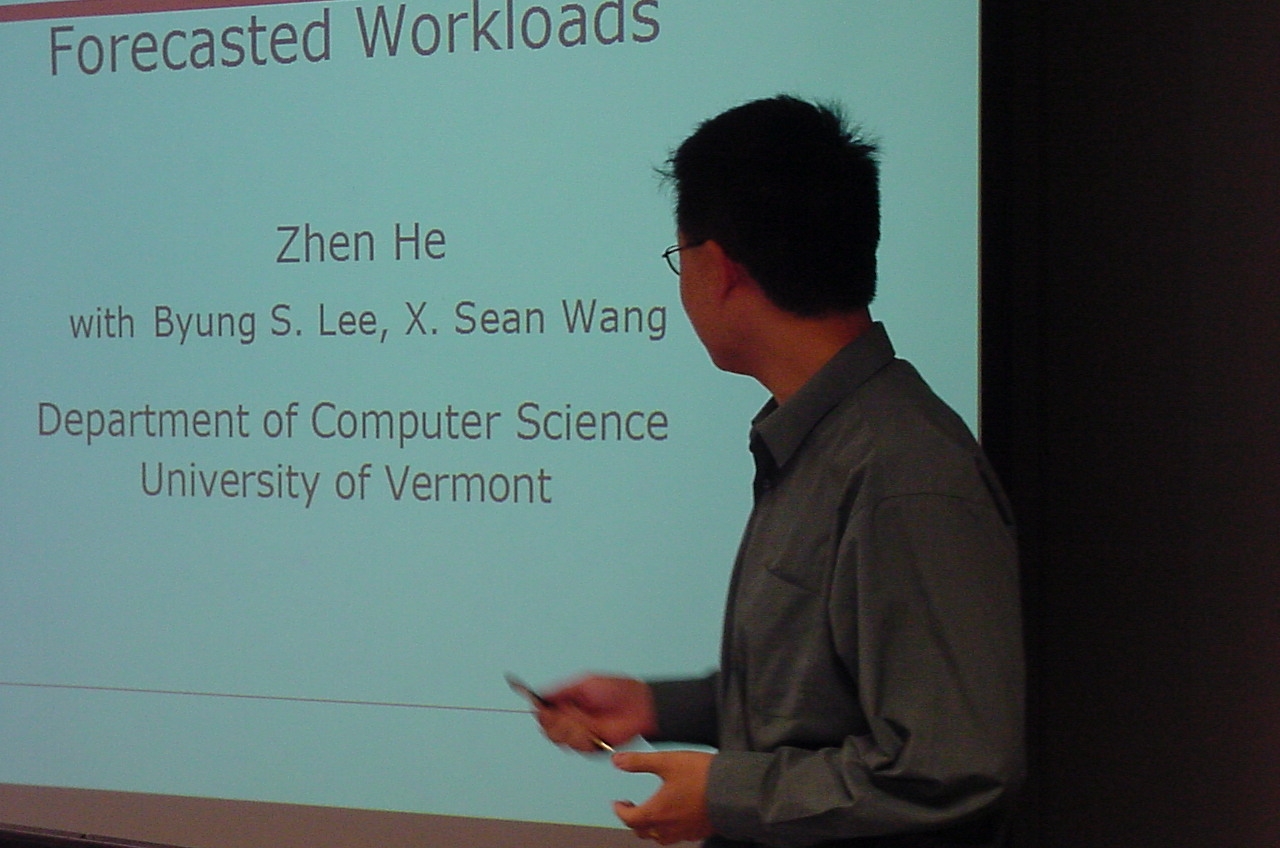 Forecasted Workloads
Zhen He
with Byung S. Lee, X. Sean Wang
Department of Computer Science
University of Vermont